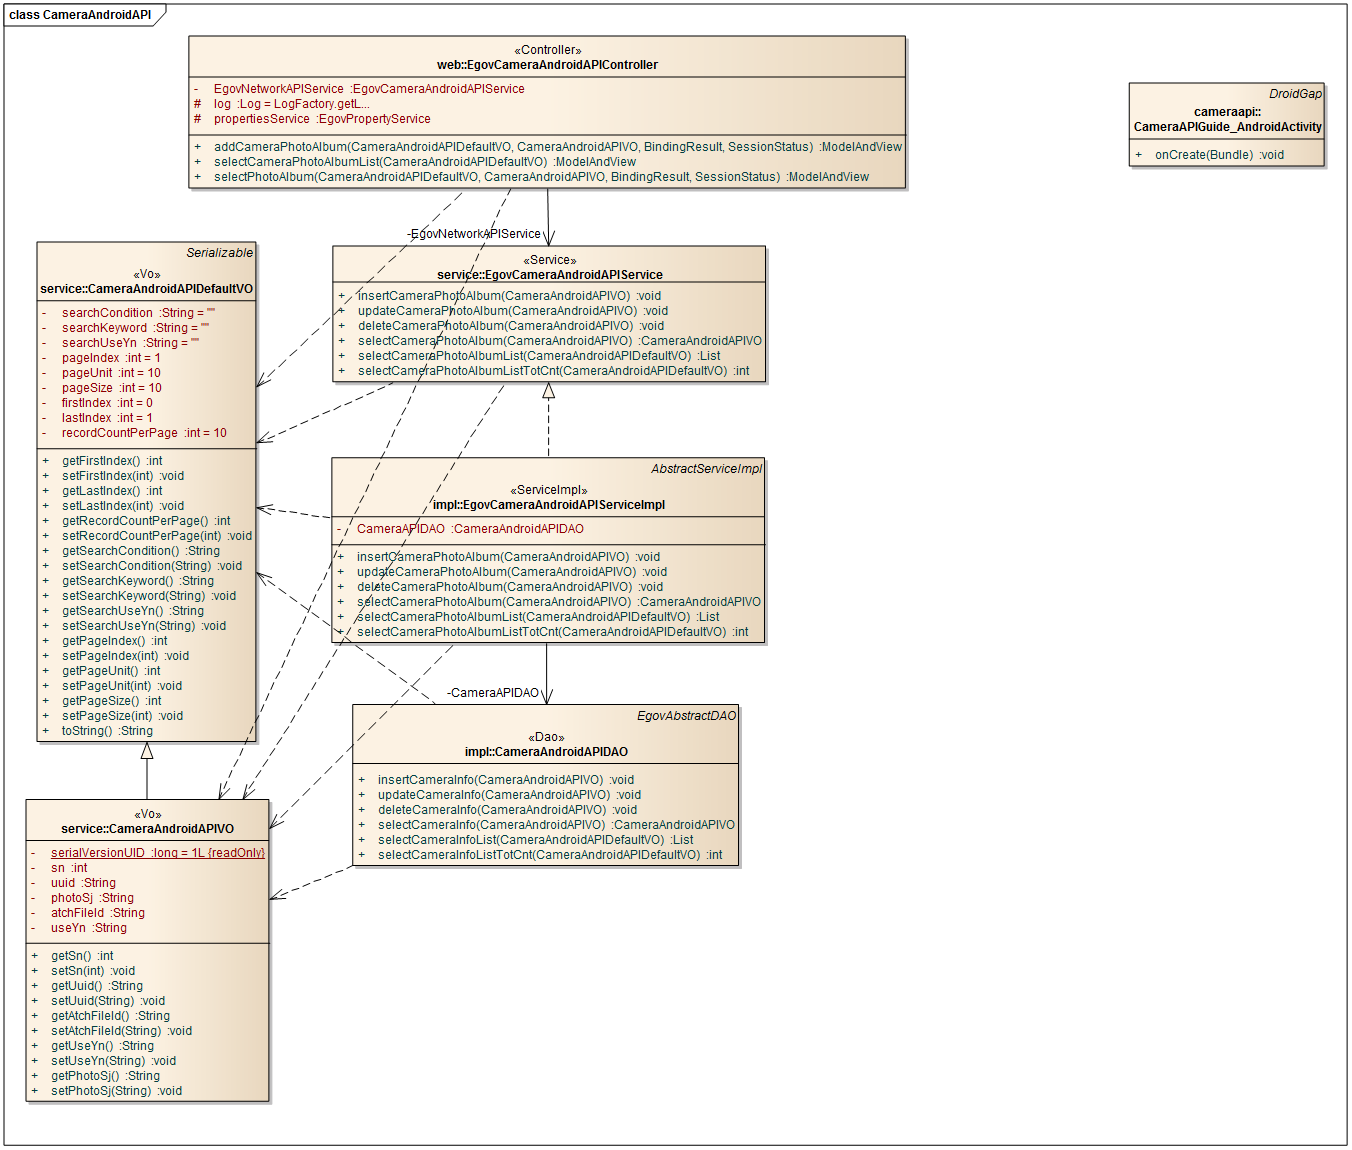 class CameraAndroidAPI
«Controller»
web::EgovCameraAndroidAPIController
- EgovNetworkAPIService :EgovCameraAndroidAPIService
# log :Log = LogFactory.getL...
# propertiesService :EgovPropertyService
+ addCameraPhotoAlbum(CameraAndroidAPIDefaultVO, CameraAndroidAPIVO, BindingResult, SessionStatus) :ModelAndView
+ selectCameraPhotoAlbumList(CameraAndroidAPIDefaultVO) :ModelAndView
+ selectPhotoAlbum(CameraAndroidAPIDefaultVO, CameraAndroidAPIVO, BindingResult, SessionStatus) :ModelAndView
DroidGap
cameraapi::
CameraAPIGuide_AndroidActivity
+ onCreate(Bundle) :void
-EgovNetworkAPIService
Serializable
«Vo»
service::CameraAndroidAPIDefaultVO
- searchCondition :String = ""
- searchKeyword :String = ""
- searchUseYn :String = ""
- pageIndex :int = 1
- pageUnit :int = 10
- pageSize :int = 10
- firstIndex :int = 0
- lastIndex :int = 1
- recordCountPerPage :int = 10
+ getFirstIndex() :int
+ setFirstIndex(int) :void
+ getLastIndex() :int
+ setLastIndex(int) :void
+ getRecordCountPerPage() :int
+ setRecordCountPerPage(int) :void
+ getSearchCondition() :String
+ setSearchCondition(String) :void
+ getSearchKeyword() :String
+ setSearchKeyword(String) :void
+ getSearchUseYn() :String
+ setSearchUseYn(String) :void
+ getPageIndex() :int
+ setPageIndex(int) :void
+ getPageUnit() :int
+ setPageUnit(int) :void
+ getPageSize() :int
+ setPageSize(int) :void
+ toString() :String
«Service»
service::EgovCameraAndroidAPIService
+ insertCameraPhotoAlbum(CameraAndroidAPIVO) :void
+ updateCameraPhotoAlbum(CameraAndroidAPIVO) :void
+ deleteCameraPhotoAlbum(CameraAndroidAPIVO) :void
+ selectCameraPhotoAlbum(CameraAndroidAPIVO) :CameraAndroidAPIVO
+ selectCameraPhotoAlbumList(CameraAndroidAPIDefaultVO) :List
+ selectCameraPhotoAlbumListTotCnt(CameraAndroidAPIDefaultVO) :int
AbstractServiceImpl
«ServiceImpl»
impl::EgovCameraAndroidAPIServiceImpl
- CameraAPIDAO :CameraAndroidAPIDAO
+ insertCameraPhotoAlbum(CameraAndroidAPIVO) :void
+ updateCameraPhotoAlbum(CameraAndroidAPIVO) :void
+ deleteCameraPhotoAlbum(CameraAndroidAPIVO) :void
+ selectCameraPhotoAlbum(CameraAndroidAPIVO) :CameraAndroidAPIVO
+ selectCameraPhotoAlbumList(CameraAndroidAPIDefaultVO) :List
+ selectCameraPhotoAlbumListTotCnt(CameraAndroidAPIDefaultVO) :int
-CameraAPIDAO
EgovAbstractDAO
«Dao»
impl::CameraAndroidAPIDAO
+ insertCameraInfo(CameraAndroidAPIVO) :void
+ updateCameraInfo(CameraAndroidAPIVO) :void
+ deleteCameraInfo(CameraAndroidAPIVO) :void
+ selectCameraInfo(CameraAndroidAPIVO) :CameraAndroidAPIVO
+ selectCameraInfoList(CameraAndroidAPIDefaultVO) :List
+ selectCameraInfoListTotCnt(CameraAndroidAPIDefaultVO) :int
«Vo»
service::CameraAndroidAPIVO
- serialVersionUID :long = 1L {readOnly}
- sn :int
- uuid :String
- photoSj :String
- atchFileId :String
- useYn :String
+ getSn() :int
+ setSn(int) :void
+ getUuid() :String
+ setUuid(String) :void
+ getAtchFileId() :String
+ setAtchFileId(String) :void
+ getUseYn() :String
+ setUseYn(String) :void
+ getPhotoSj() :String
+ setPhotoSj(String) :void